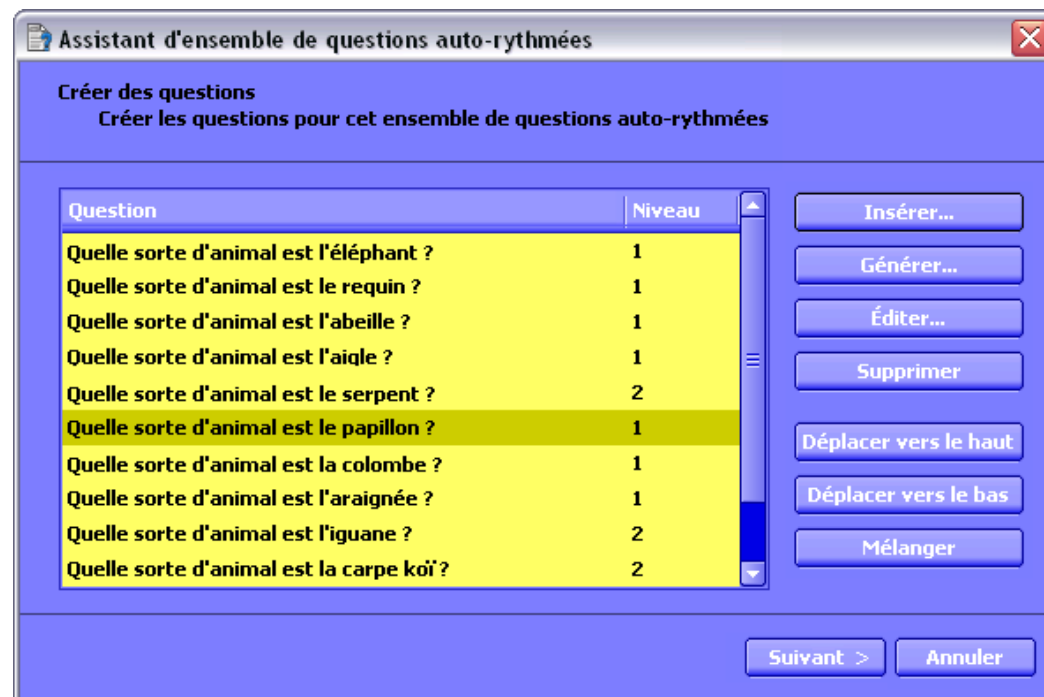 Assistant d'ensemble de questions auto-rythmées
Créer des questions
Créer les questions pour cet ensemble de questions auto-rythmées
Question Niveau
Quelle sorte d'animal est l'éléphant ? 1
Quelle sorte d'animal est le requin ? 1
Quelle sorte d'animal est l'abeille ? 1
Quelle sorte d'animal est l'aigle ? 1
Quelle sorte d'animal est le serpent ? 2
Quelle sorte d'animal est le papillon ? 1
Quelle sorte d'animal est la colombe ? 1
Quelle sorte d'animal est l'araignée ? 1
Quelle sorte d'animal est l'iguane ? 2
Quelle sorte d'animal est la carpe koï ? 2
Insérer...
Générer...
Éditer...
Supprimer
Déplacer vers le haut
Déplacer vers le bas
Mélanger
Suivant >
Annuler